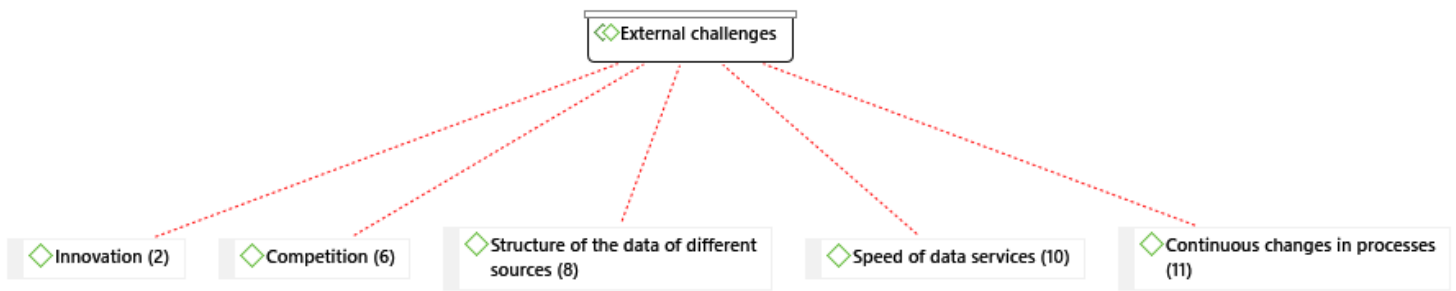 External challenges
Innovation (2)
Competition (6)
Structure of the data of different
sources (8)
Speed of data services (10)
Continuous changes in processes
(11)